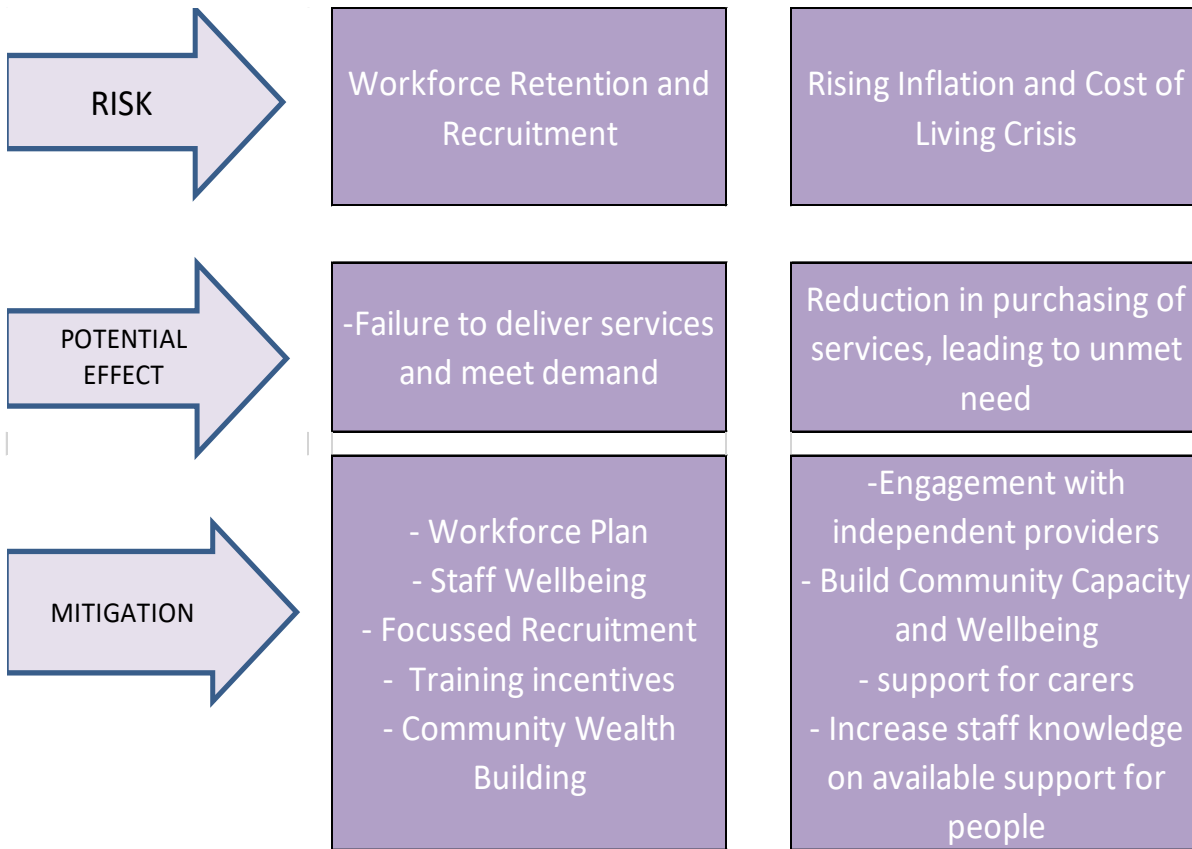 RISK
Workforce Retention and
Recruitment
Rising Inflation and Cost of
Living Crisis
POTENTIAL
EFFECT
-Failure to deliver services
and meet demand
Reduction in purchasing of
services, leading to unmet
need
MITIGATION
- Workforce Plan
- Staff Wellbeing
- Focussed Recruitment
- Training incentives
- Community Wealth
Building
-Engagement with
independent providers
- Build Community Capacity
and Wellbeing
- support for carers
- Increase staff knowledge
on available support for
people